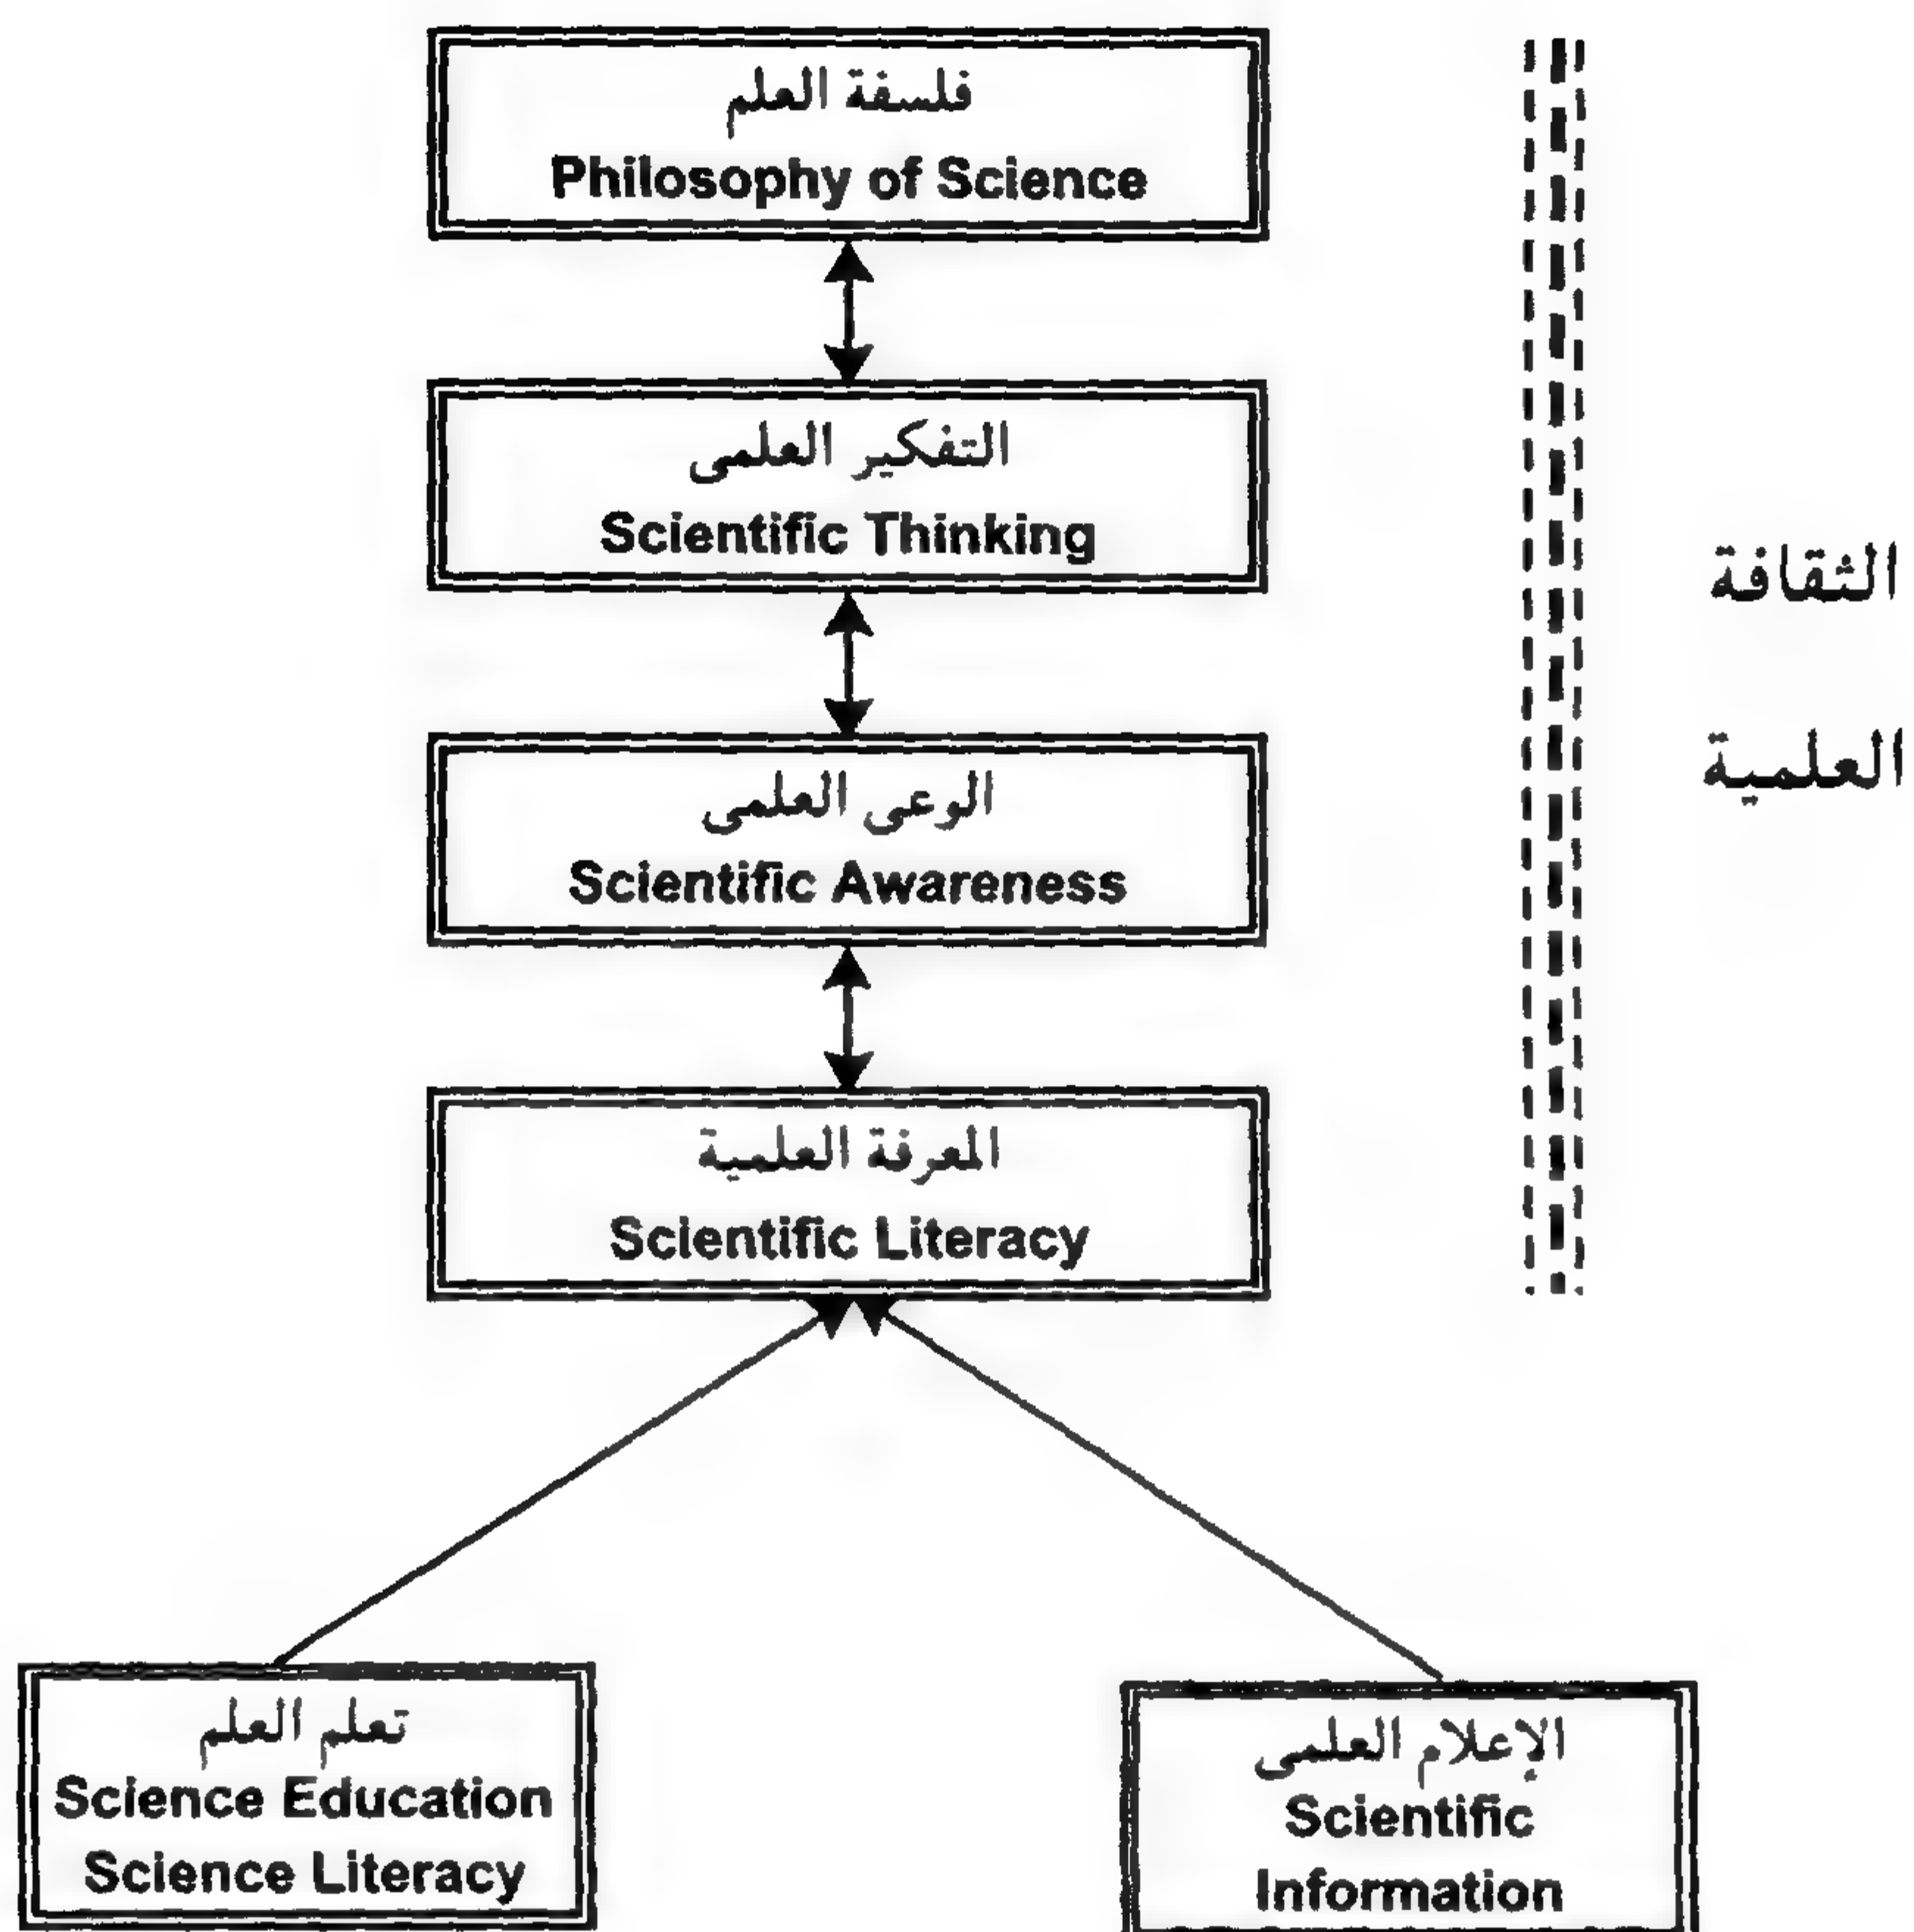 فلسفة العلم
Philosophy of Science
التفكير العلمى
Scientific Thinking
الثقافة
العلمية
الوعى العلمى
Scientific Awareness
المعرفة العلمية
Scientific Literacy
تعلم العلم
Science Education
Science Literacy
الإعلام العلمى
Scientific
Information